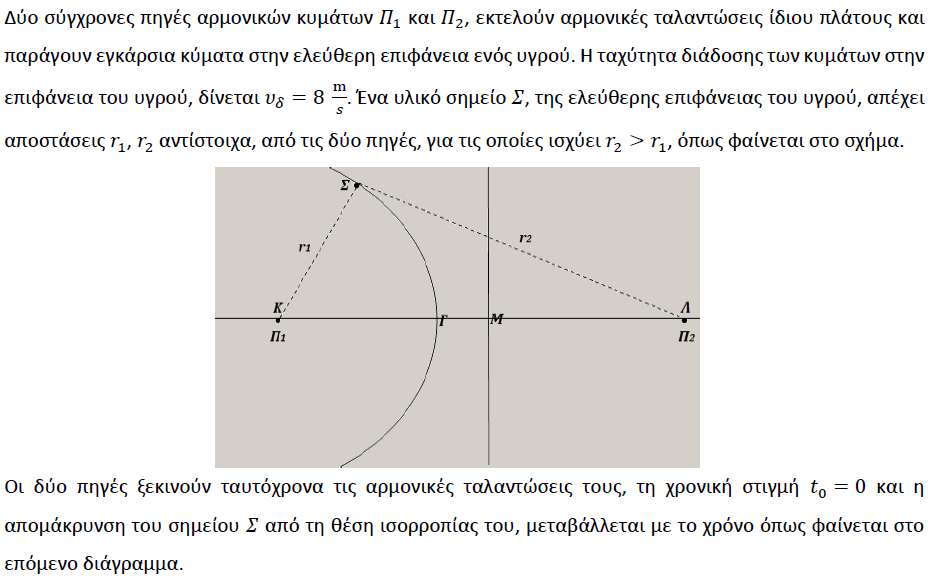 Δύο σύγχρονες πηγές αρμονικών κυμάτων Π₁ και Π₂, εκτελούν αρμονικές ταλαντώσεις ίδιου πλάτους και
παράγουν εγκάρσια κύματα στην ελεύθερη επιφάνεια ενός υγρού. Η ταχύτητα διάδοσης των κυμάτων στην
επιφάνεια του υγρού, δίνεται υ_δ = 8 m/s. Ένα υλικό σημείο Σ, της ελεύθερης επιφάνειας του υγρού, απέχει
αποστάσεις r₁, r₂ αντίστοιχα, από τις δύο πηγές, για τις οποίες ισχύει r₂ > r₁, όπως φαίνεται στο σχήμα.
Σ
r1
r2
Κ
Γ
Μ
Λ
Π1
Π2
Οι δύο πηγές ξεκινούν ταυτόχρονα τις αρμονικές ταλαντώσεις τους, τη χρονική στιγμή t₀ = 0 και η
απομάκρυνση του σημείου Σ από τη θέση ισορροπίας του, μεταβάλλεται με το χρόνο όπως φαίνεται στο
επόμενο διάγραμμα.